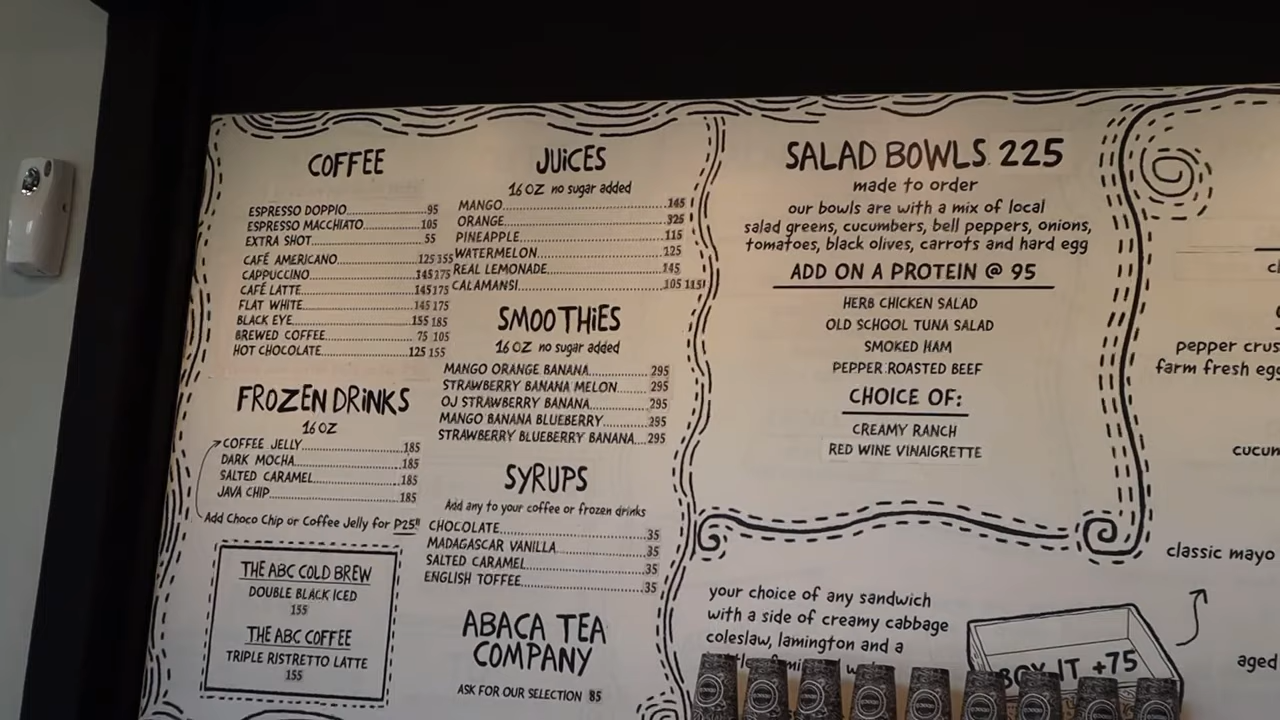 COFFEE
ESPRESSO DOPPIO 95
ESPRESSO MACCHIATO 105
EXTRA SHOT 55
CAFÉ AMERICANO 125 155
CAPPUCCINO 145 175
CAFÉ LATTE 145 175
FLAT WHITE 145 175
BLACK EYE 155 185
BREWED COFFEE 75 105
HOT CHOCOLATE 125 155
FROZEN DRINKS
16 OZ
COFFEE JELLY 185
DARK MOCHA 185
SALTED CARAMEL 185
JAVA CHIP 185
Add Choco Chip or Coffee Jelly for P25!!
THE ABC COLD BREW
DOUBLE BLACK ICED
155
THE ABC COFFEE
TRIPLE RISTRETTO LATTE
155
JUICES
16 OZ no sugar added
MANGO 145
ORANGE 325
PINEAPPLE 115
WATERMELON 125
REAL LEMONADE 145
CALAMANSI 105 115
SMOOTHIES
16 OZ no sugar added
MANGO ORANGE BANANA 295
STRAWBERRY BANANA MELON 295
OJ STRAWBERRY BANANA 295
MANGO BANANA BLUEBERRY 295
STRAWBERRY BLUEBERRY BANANA 295
SYRUPS
Add any to your coffee or frozen drinks
CHOCOLATE 35
MADAGASCAR VANILLA 35
SALTED CARAMEL 35
ENGLISH TOFFEE 35
ABACA TEA
COMPANY
ASK FOR OUR SELECTION 85
SALAD BOWLS 225
made to order
our bowls are with a mix of local
salad greens, cucumbers, bell peppers, onions,
tomatoes, black olives, carrots and hard egg
ADD ON A PROTEIN @ 95
HERB CHICKEN SALAD
OLD SCHOOL TUNA SALAD
SMOKED HAM
PEPPER ROASTED BEEF
CHOICE OF:
CREAMY RANCH
RED WINE VINAIGRETTE
your choice of any sandwich
with a side of creamy cabbage
coleslaw, lamington and a
BOX IT +75
pepper crus
farm fresh egg
cucum
classic mayo
aged